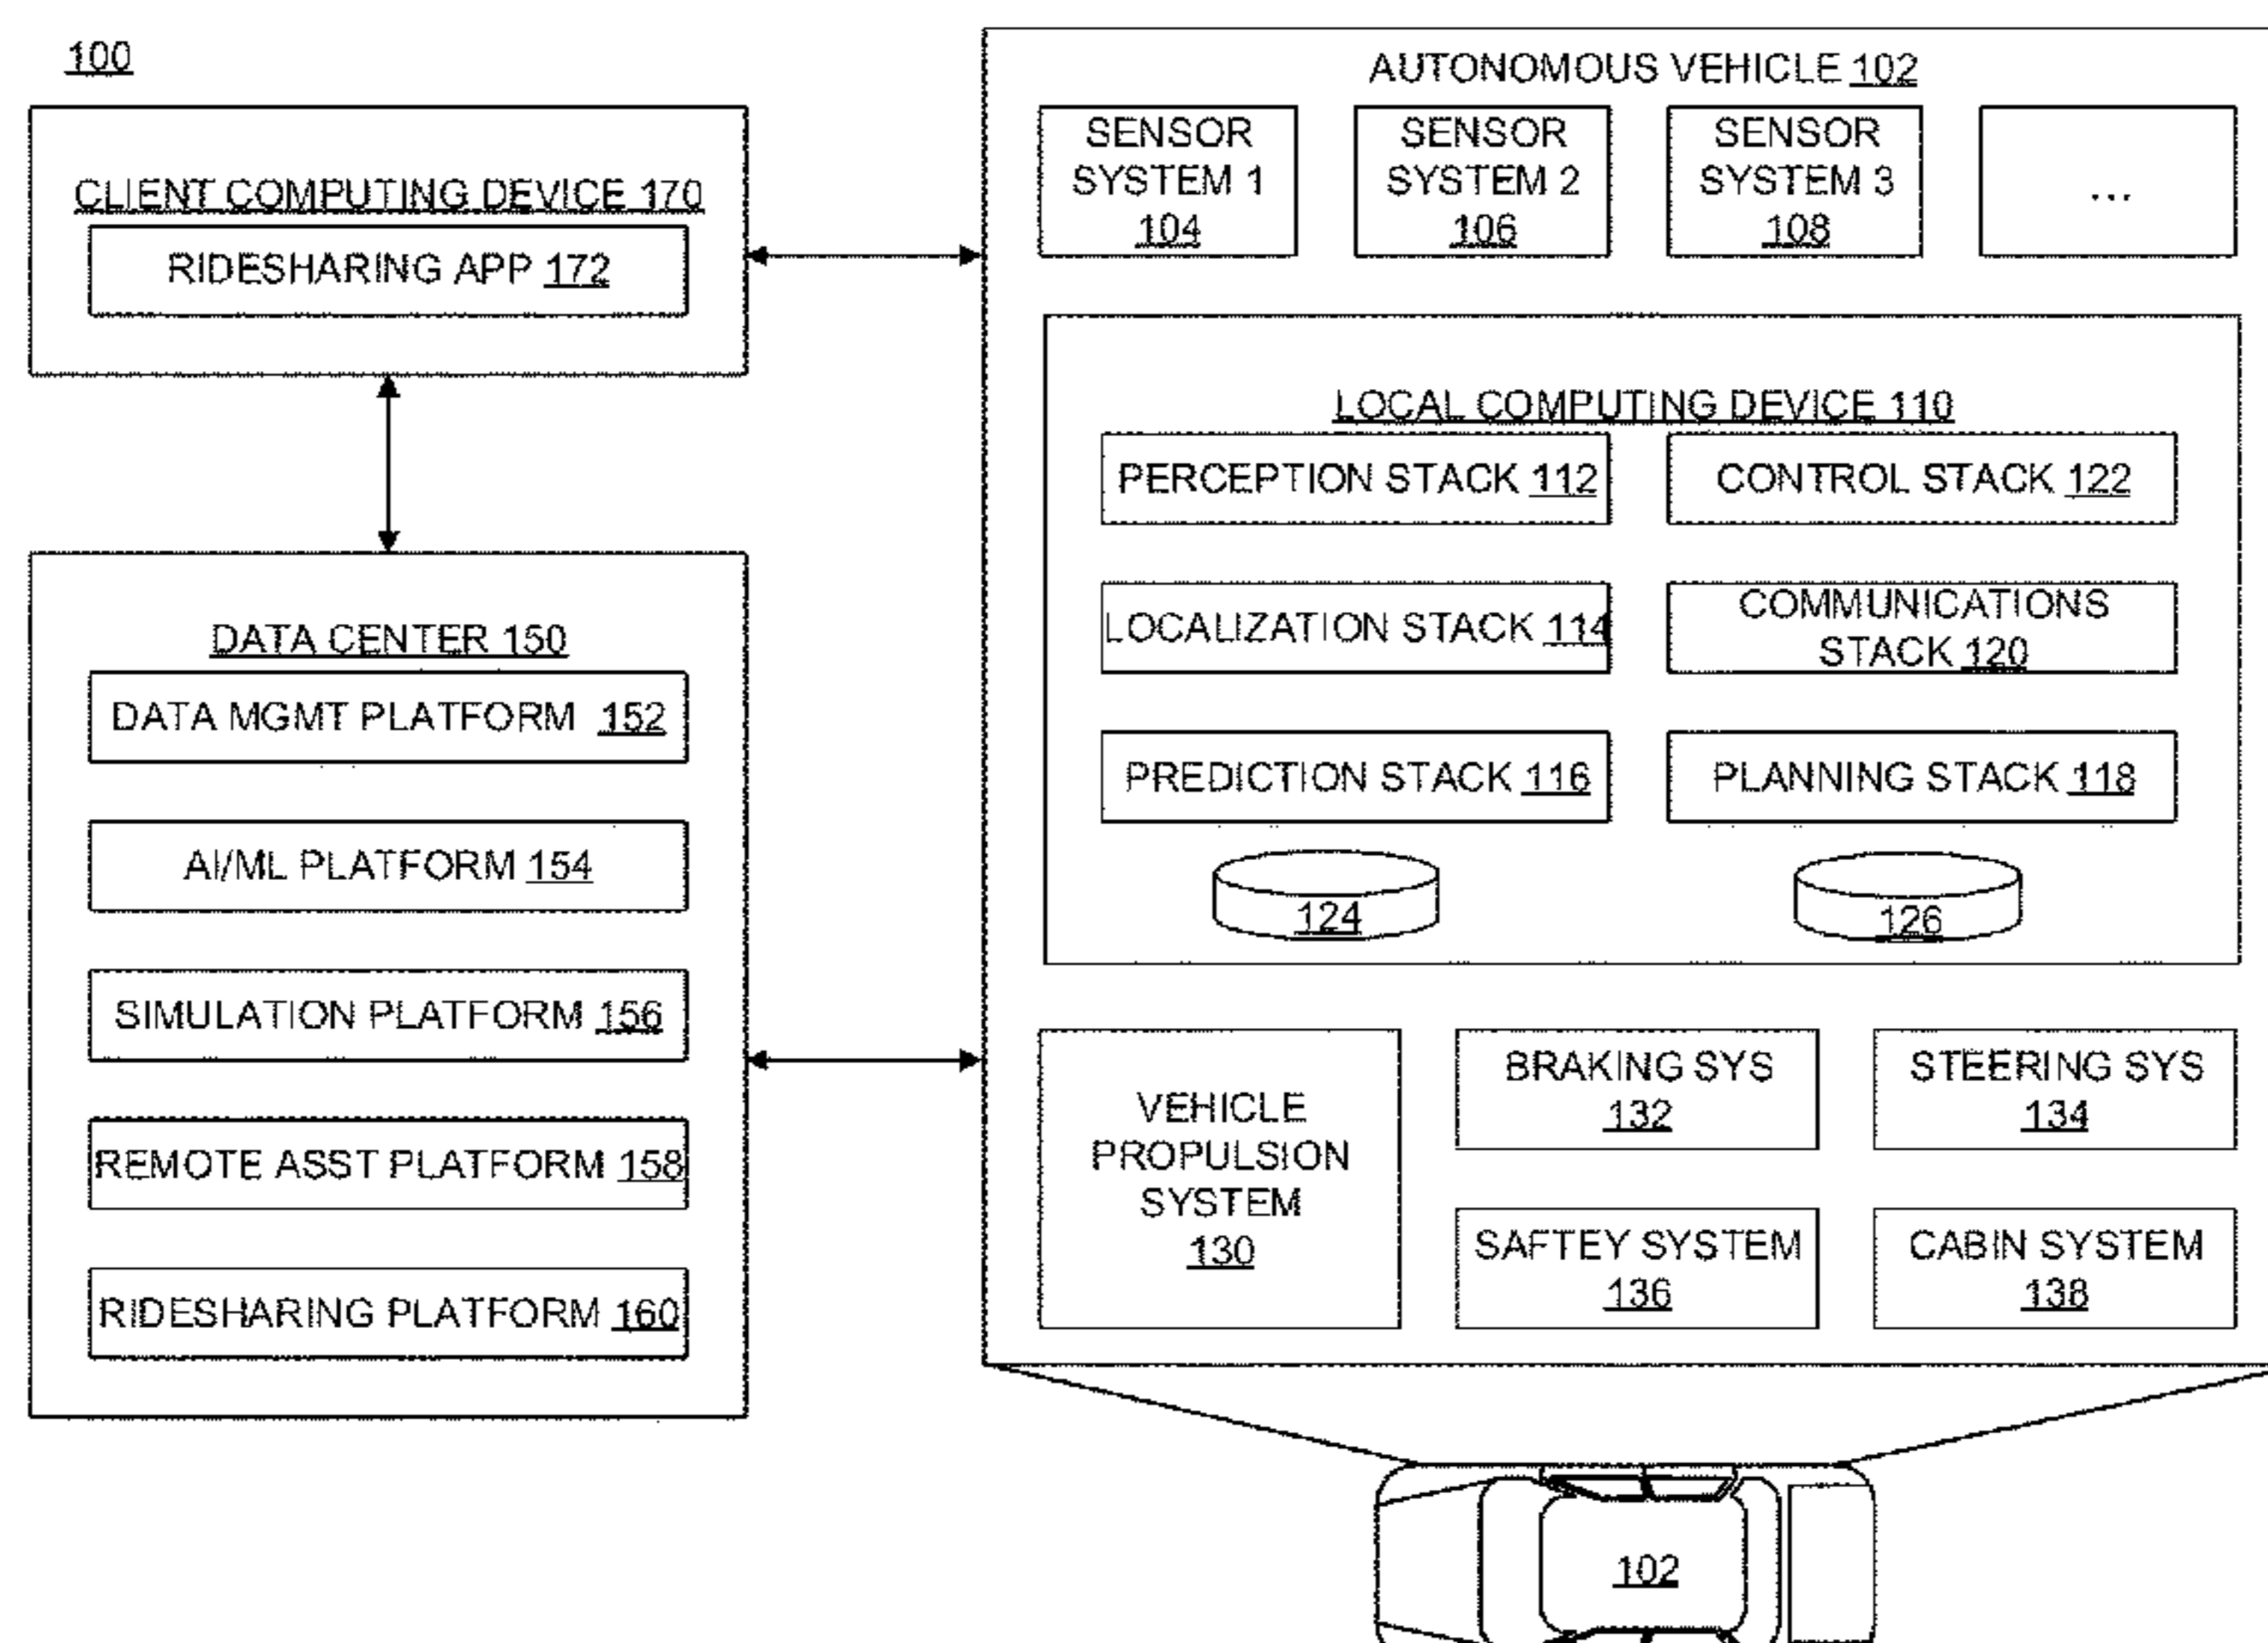 100
CLIENT COMPUTING DEVICE 170
RIDESHARING APP 172
DATA CENTER 150
DATA MGMT PLATFORM 152
AI/ML PLATFORM 154
SIMULATION PLATFORM 156
REMOTE ASST PLATFORM 158
RIDESHARING PLATFORM 160
AUTONOMOUS VEHICLE 102
SENSOR
SYSTEM 1
104
SENSOR
SYSTEM 2
106
SENSOR
SYSTEM 3
108
...
LOCAL COMPUTING DEVICE 110
PERCEPTION STACK 112
CONTROL STACK 122
LOCALIZATION STACK 114
COMMUNICATIONS
STACK 120
PREDICTION STACK 116
PLANNING STACK 118
124
126
VEHICLE
PROPULSION
SYSTEM
130
BRAKING SYS
132
STEERING SYS
134
SAFTEY SYSTEM
136
CABIN SYSTEM
138
102